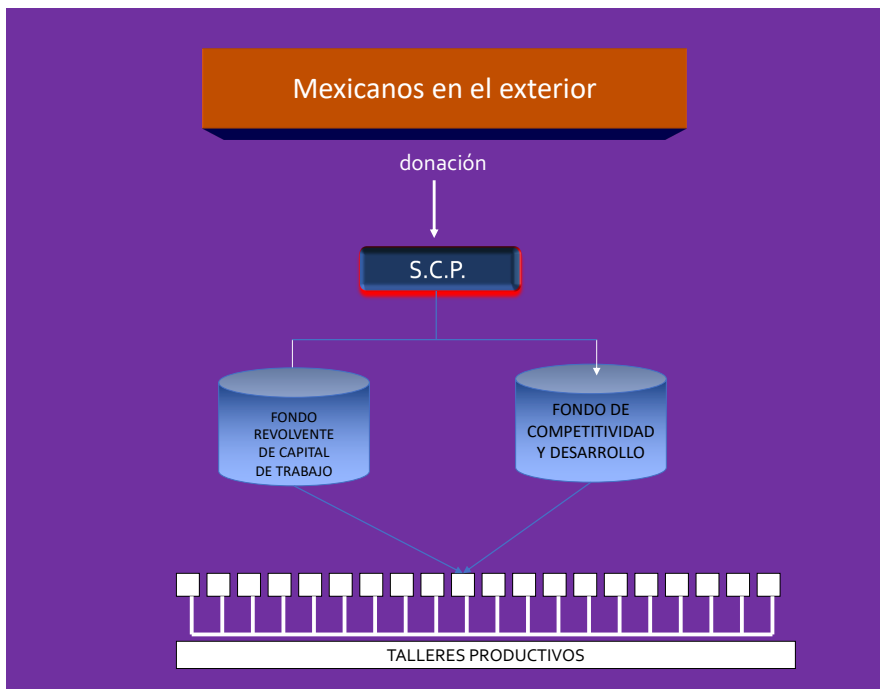 Mexicanos en el exterior
donación
S.C.P.
FONDO
REVOLVENTE
DE CAPITAL
DE TRABAJO
FONDO DE
COMPETITIVIDAD
Y DESARROLLO
TALLERES PRODUCTIVOS